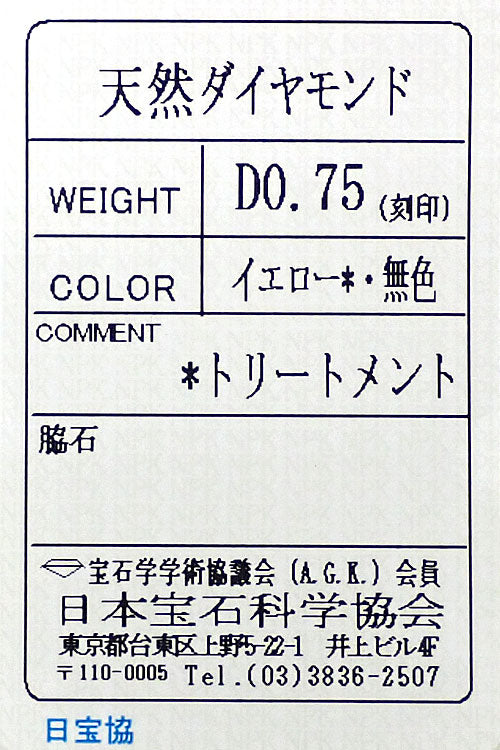 天然ダイヤモンド
WEIGHT D0.75 (刻印)
COLOR イエロー*・無色
COMMENT
*トリートメント
脇石
宝石学学術協議会 (A.G.K.) 会員
日本宝石科学協会
東京都台東区上野5-22-1 井上ビル4F
〒110-0005 Tel.(03)3836-2507
日宝協